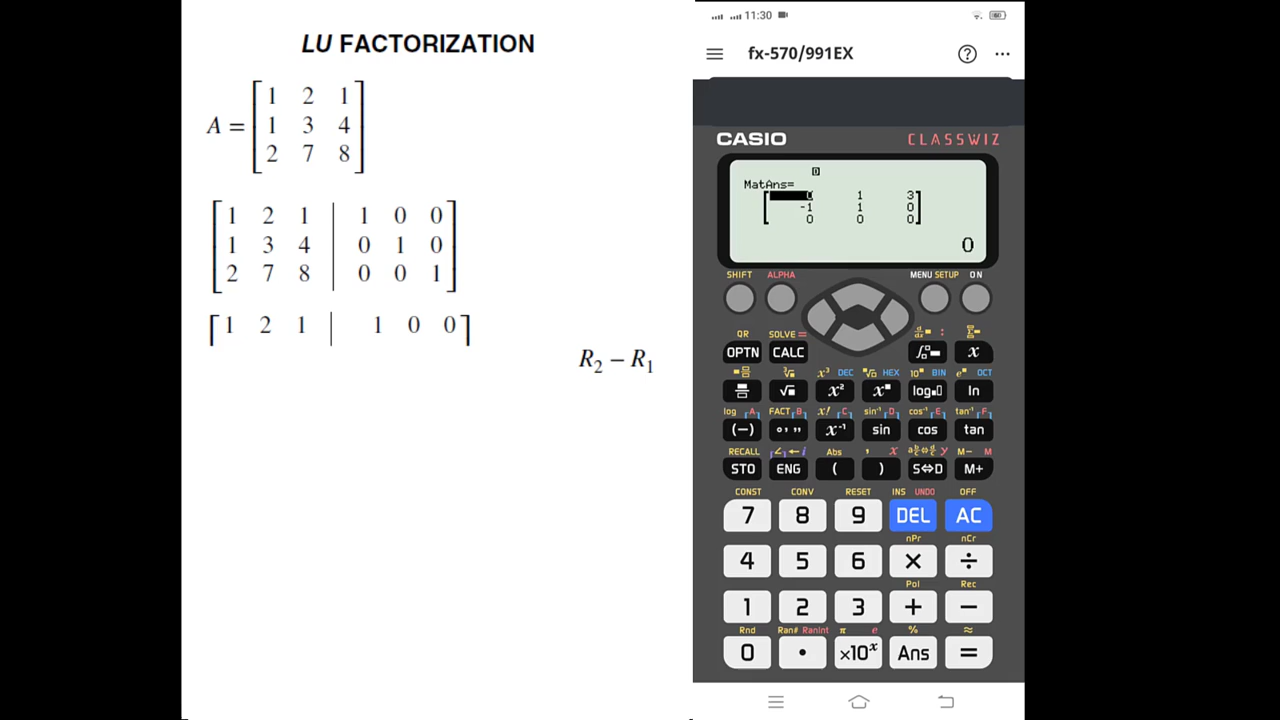 LU FACTORIZATION
A = [ 1 2 1
1 3 4
2 7 8 ]
[ 1 2 1 | 1 0 0
1 3 4 | 0 1 0
2 7 8 | 0 0 1 ]
1 2 1 | 1 0 0
R₂ − R₁
11:30
fx-570/991EX
?
CASIO
CLASSWIZ
D
MatAns=
1 3
-1 1 0
0 0 0
0
SHIFT ALPHA MENU SETUP ON
QR SOLVE = d/dx■ : Σ■=
OPTN CALC ∫■ x
■■/■ ³√■ x³ DEC ■√■ HEX 10■ BIN e■ OCT
■/■ √■ x² x■ log■▯ ln
log A FACT B x! C sin⁻¹ D cos⁻¹ E tan⁻¹ F
(−) °’ ” x⁻¹ sin cos tan
RECALL ∠ ← i Abs , x a b/c⇔d/c y M− M
STO ENG ( ) S⇔D M+
CONST CONV RESET INS UNDO OFF
7 8 9 DEL AC
nPr nCr
4 5 6 × ÷
Pol Rec
1 2 3 + −
Rnd Ran# RanInt π e % ≈
0 • ×10ˣ Ans =